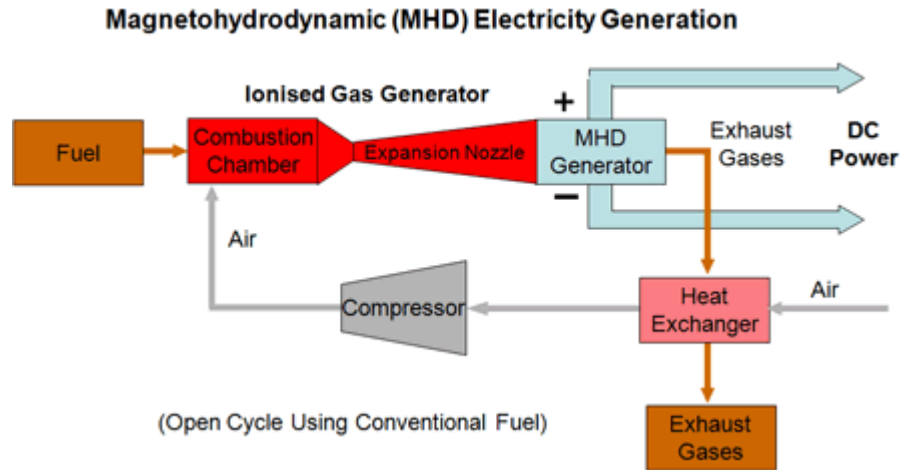 Magnetohydrodynamic (MHD) Electricity Generation
Ionised Gas Generator
Fuel
Combustion
Chamber
Expansion Nozzle
+
MHD
Generator
−
Exhaust
Gases
DC
Power
Air
Compressor
Heat
Exchanger
Air
(Open Cycle Using Conventional Fuel)
Exhaust
Gases